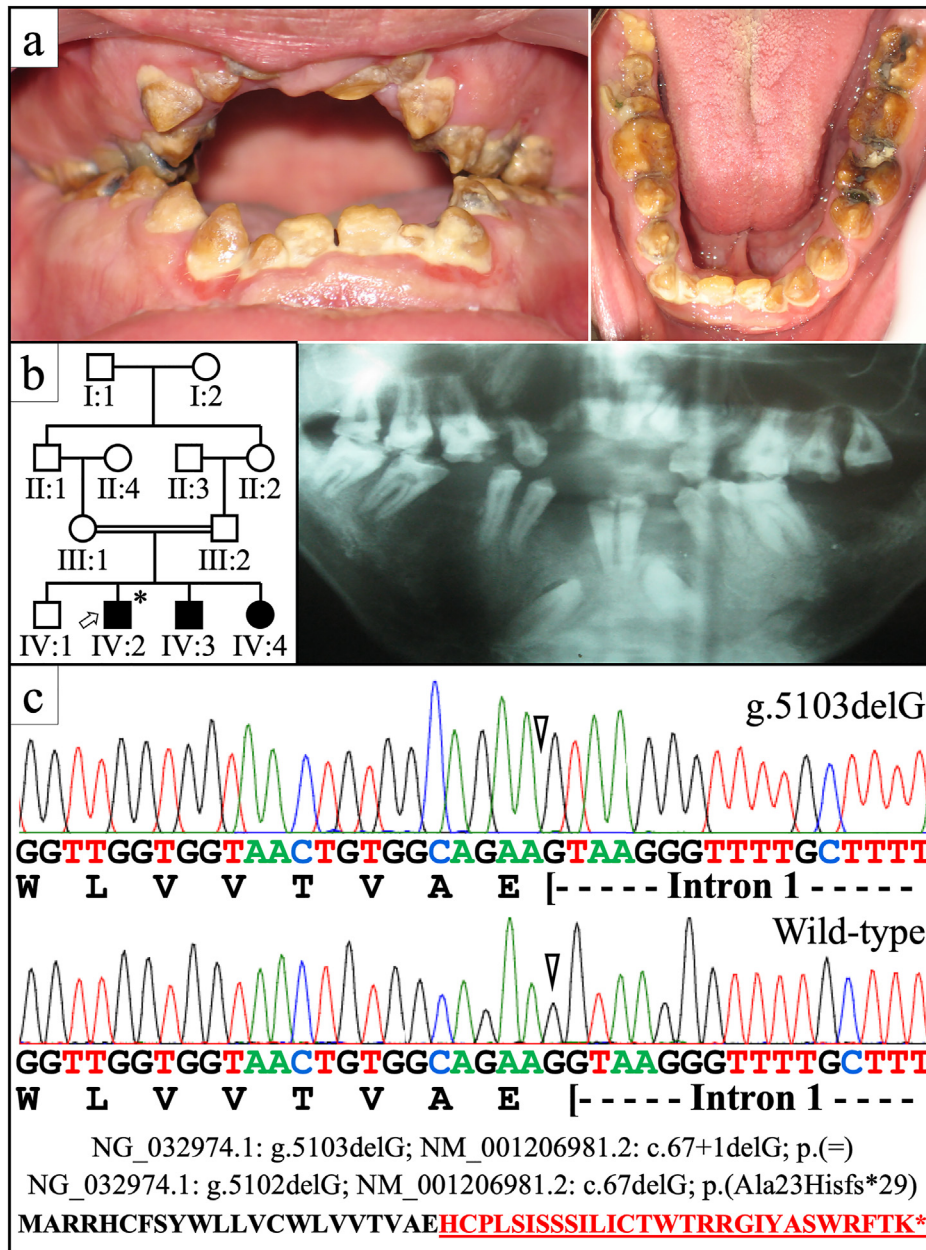 a
b
I:1 I:2
II:1 II:4 II:3 II:2
III:1 III:2
*
IV:1 IV:2 IV:3 IV:4
c
g.5103delG
GGTTGGTGGTAACTGTGGCAGAAGTAAGGGTTTTGCTTTT
W L V V T V A E [- - - - - Intron 1 - - - - -
Wild-type
GGTTGGTGGTAACTGTGGCAGAAGGTAAGGGTTTTGCTTT
W L V V T V A E [- - - - - Intron 1 - - - -
NG_032974.1: g.5103delG; NM_001206981.2: c.67+1delG; p.(=)
NG_032974.1: g.5102delG; NM_001206981.2: c.67delG; p.(Ala23Hisfs*29)
MARRHCFSYWLLVCWLVVTVAEHCPLSISSSILICTWTRRGIYASWRFTK*